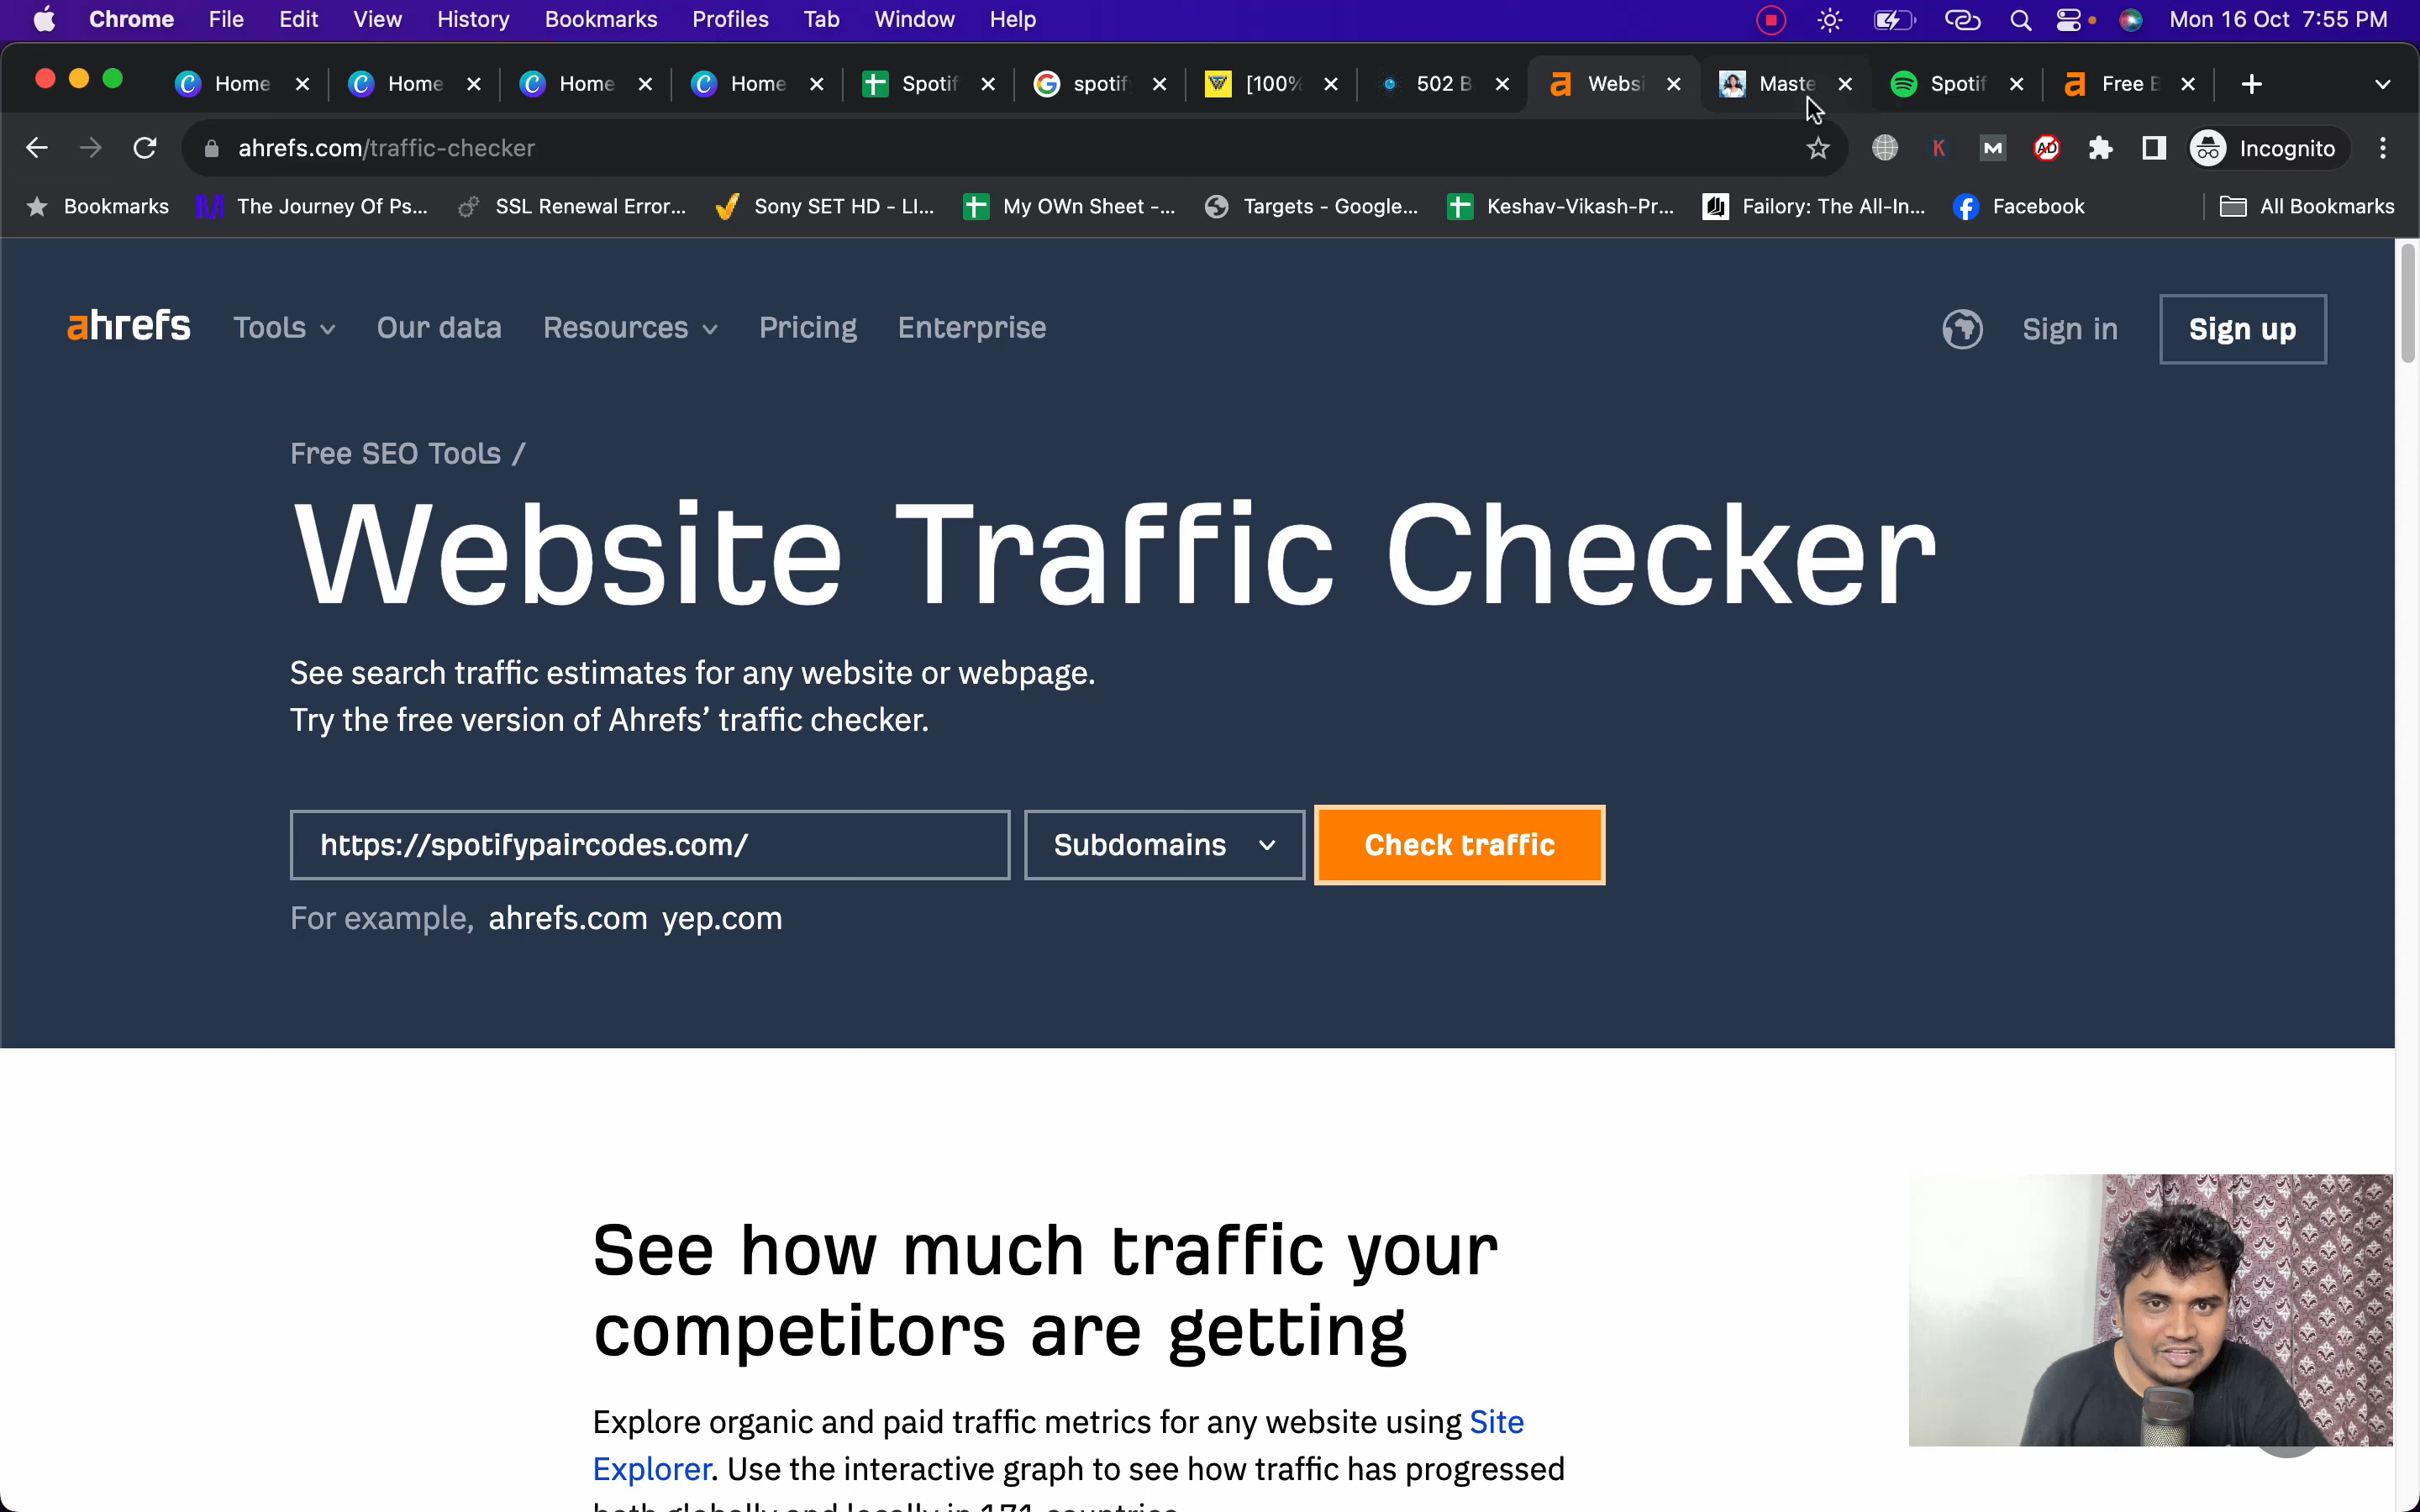 Chrome File Edit View History Bookmarks Profiles Tab Window Help Mon 16 Oct 7:55 PM
Home Home Home Home Spotif spotif [100% 502 B Websi Maste Spotif Free
ahrefs.com/traffic-checker Incognito
Bookmarks The Journey Of Ps... SSL Renewal Error... Sony SET HD - LI... My OWn Sheet -... Targets - Google... Keshav-Vikash-Pr... Failory: The All-In... Facebook All Bookmarks
ahrefs Tools Our data Resources Pricing Enterprise Sign in Sign up
Free SEO Tools /
Website Traffic Checker
See search traffic estimates for any website or webpage.
Try the free version of Ahrefs’ traffic checker.
https://spotifypaircodes.com/ Subdomains Check traffic
For example, ahrefs.com yep.com
See how much traffic your
competitors are getting
Explore organic and paid traffic metrics for any website using Site
Explorer. Use the interactive graph to see how traffic has progressed
both globally and locally in 171 countries.